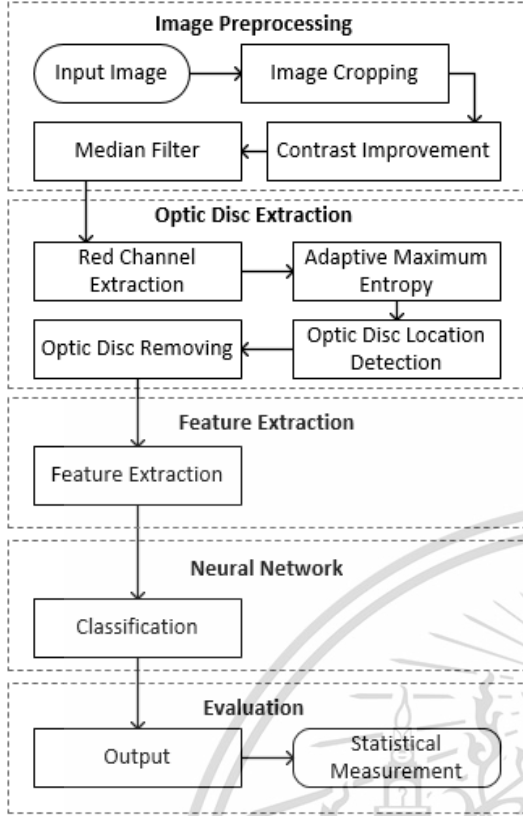 Image Preprocessing
Input Image
Image Cropping
Contrast Improvement
Median Filter
Optic Disc Extraction
Red Channel
Extraction
Adaptive Maximum
Entropy
Optic Disc Location
Detection
Optic Disc Removing
Feature Extraction
Feature Extraction
Neural Network
Classification
Evaluation
Output
Statistical
Measurement
?